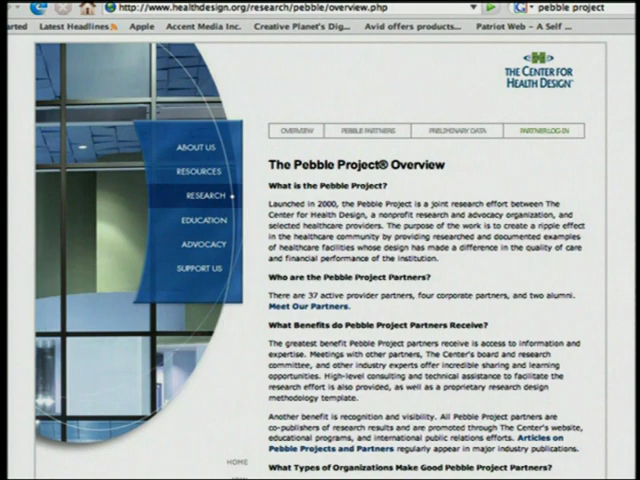 http://www.healthdesign.org/research/pebble/overview.php
pebble project
arted Latest Headlines Apple Accent Media Inc. Creative Planet's Dig... Avid offers products... Patriot Web – A Self ...
THE CENTER FOR
HEALTH DESIGN
OVERVIEW PEBBLE PARTNERS PRELIMINARY DATA PARTNER LOG-IN
ABOUT US
RESOURCES
RESEARCH
EDUCATION
ADVOCACY
SUPPORT US
The Pebble Project® Overview
What is the Pebble Project?
Launched in 2000, the Pebble Project is a joint research effort between The
Center for Health Design, a nonprofit research and advocacy organization, and
selected healthcare providers. The purpose of the work is to create a ripple effect
in the healthcare community by providing researched and documented examples
of healthcare facilities whose design has made a difference in the quality of care
and financial performance of the institution.
Who are the Pebble Project Partners?
There are 37 active provider partners, four corporate partners, and two alumni.
Meet Our Partners.
What Benefits do Pebble Project Partners Receive?
The greatest benefit Pebble Project partners receive is access to information and
expertise. Meetings with other partners, The Center's board and research
committee, and other industry experts offer incredible sharing and learning
opportunities. High-level consulting and technical assistance to facilitate the
research effort is also provided, as well as a proprietary research design
methodology template.
Another benefit is recognition and visibility. All Pebble Project partners are
co-publishers of research results and are promoted through The Center's website,
educational programs, and international public relations efforts. Articles on
Pebble Projects and Partners regularly appear in major industry publications.
What Types of Organizations Make Good Pebble Project Partners?
HOME